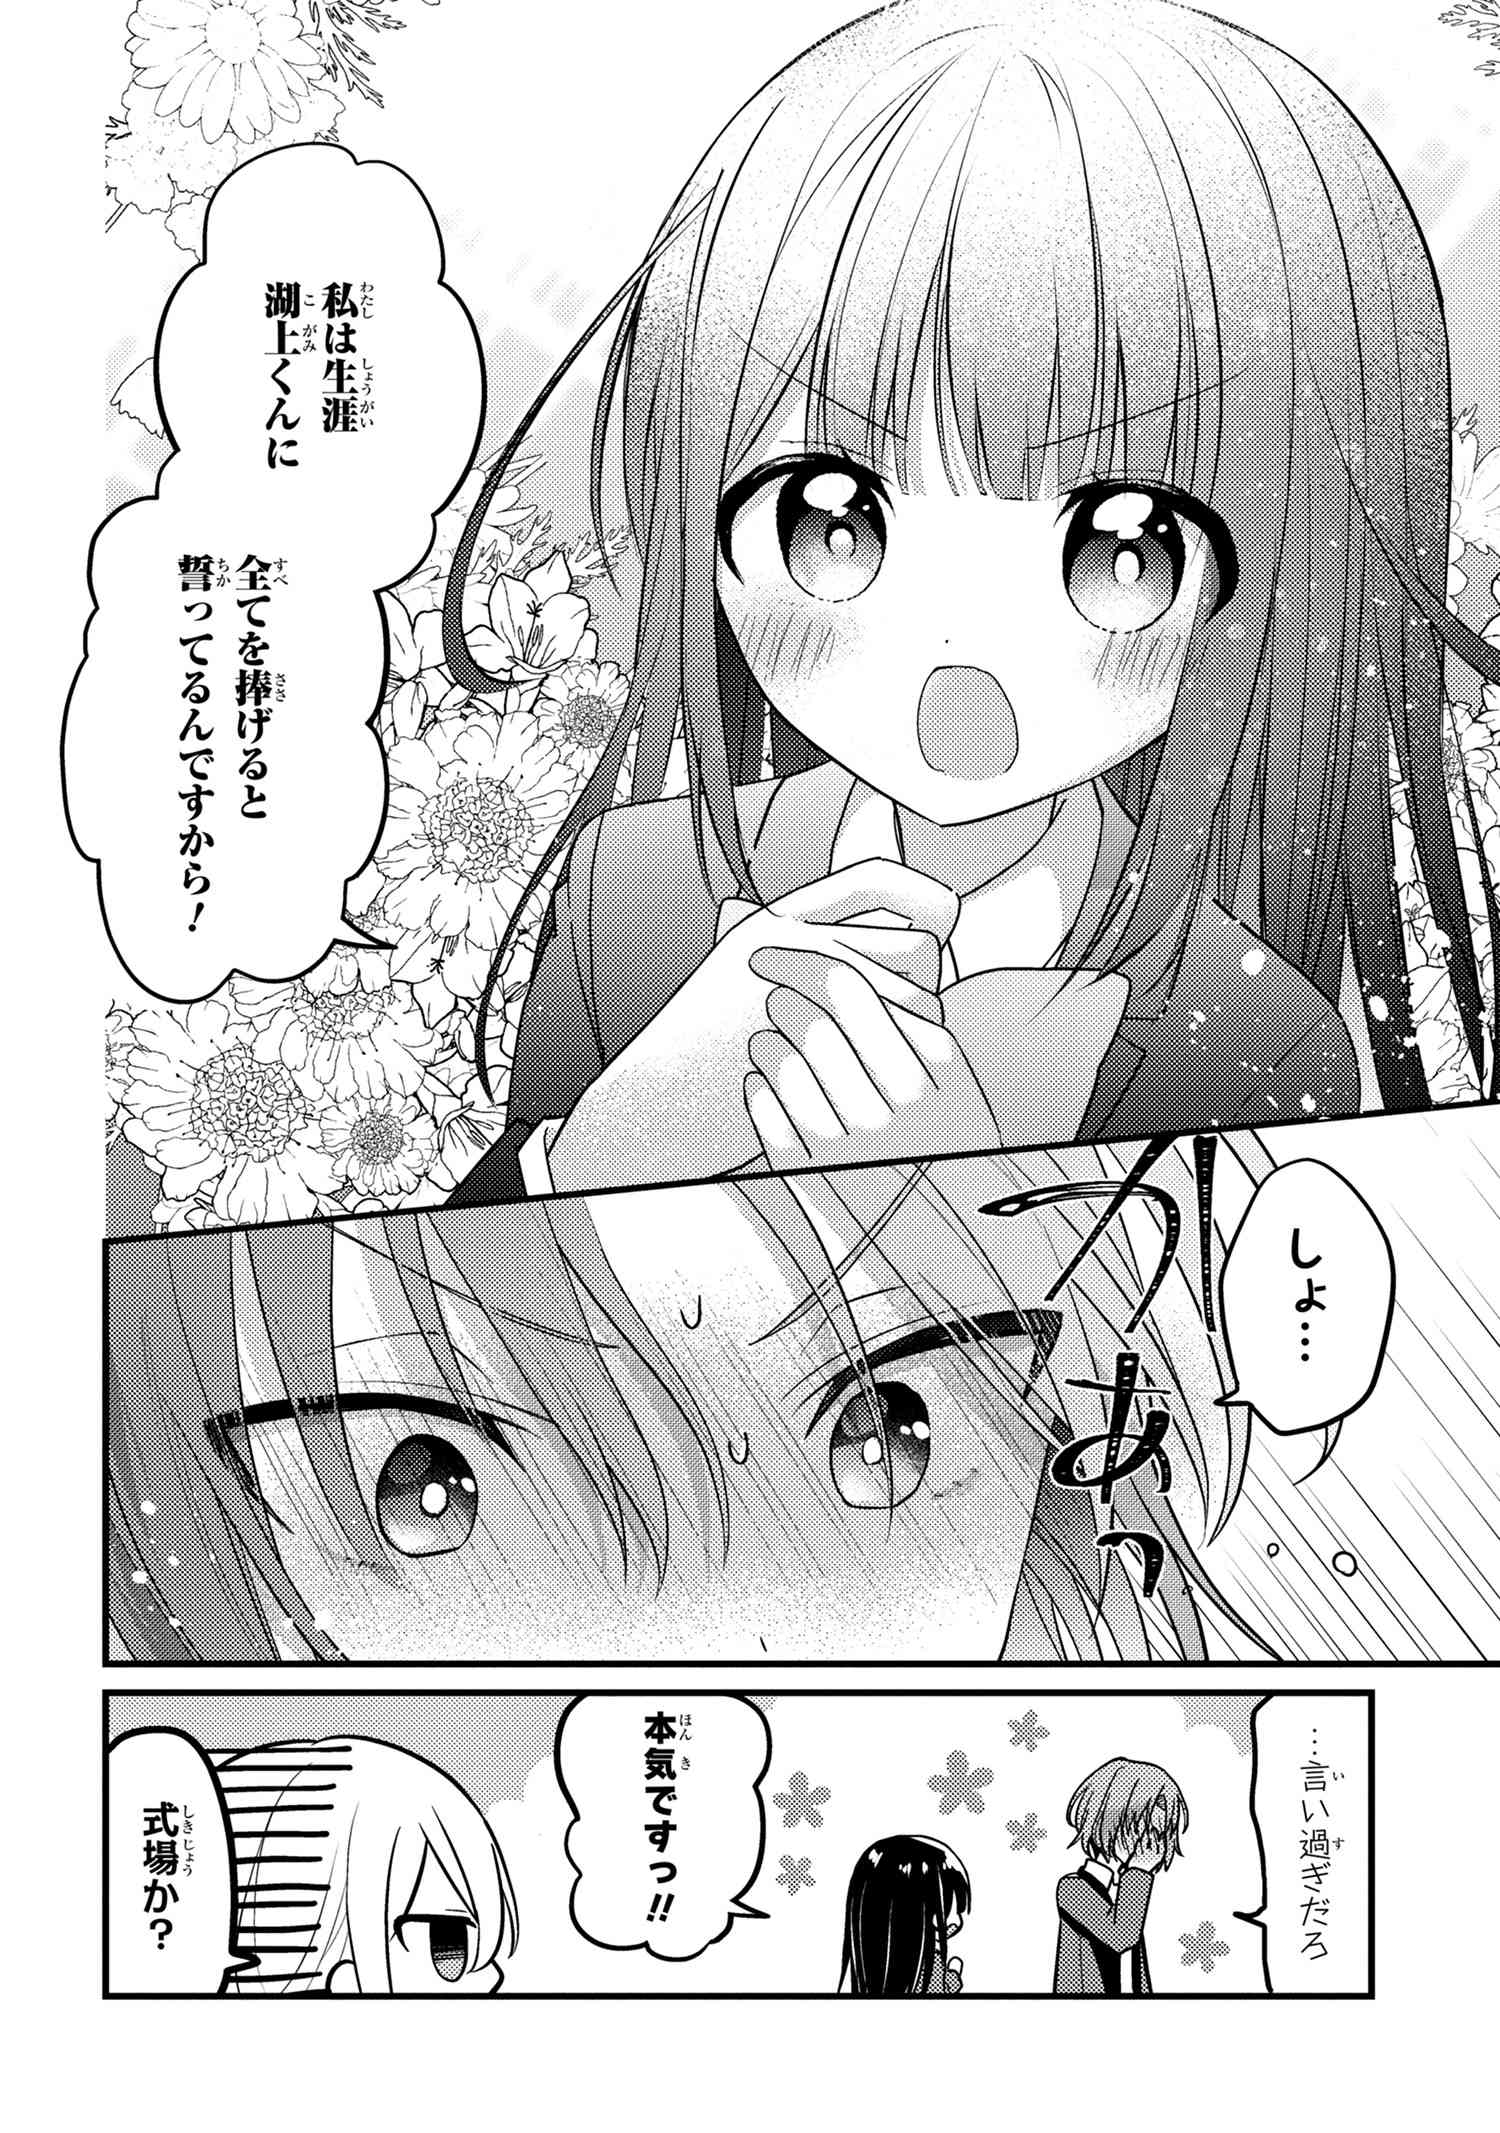 私は生涯
湖上くんに
全てを捧げると
誓ってるんですから!
しょ…
かあっ
…言い過ぎだろ
本気ですっ!!
式場か?